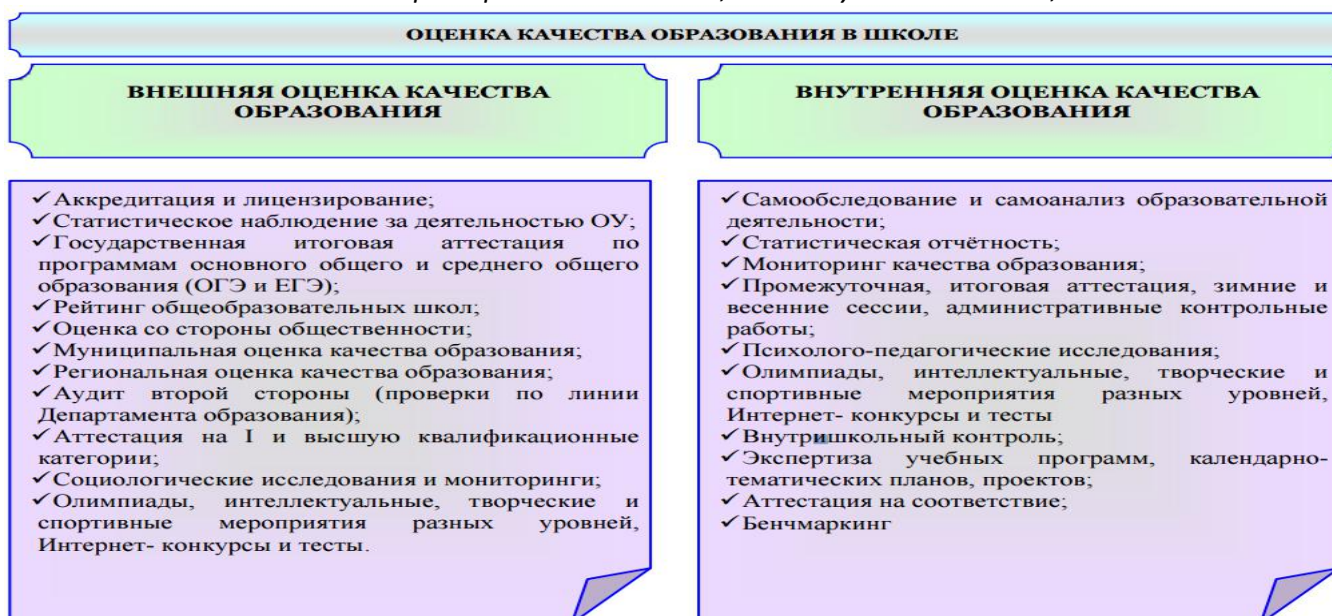 ОЦЕНКА КАЧЕСТВА ОБРАЗОВАНИЯ В ШКОЛЕ
ВНЕШНЯЯ ОЦЕНКА КАЧЕСТВА
ОБРАЗОВАНИЯ
✓Аккредитация и лицензирование;
✓Статистическое наблюдение за деятельностью ОУ;
✓Государственная итоговая аттестация по
программам основного общего и среднего общего
образования (ОГЭ и ЕГЭ);
✓Рейтинг общеобразовательных школ;
✓Оценка со стороны общественности;
✓Муниципальная оценка качества образования;
✓Региональная оценка качества образования;
✓Аудит второй стороны (проверки по линии
Департамента образования);
✓Аттестация на I и высшую квалификационные
категории;
✓Социологические исследования и мониторинги;
✓Олимпиады, интеллектуальные, творческие и
спортивные мероприятия разных уровней,
Интернет- конкурсы и тесты.
ВНУТРЕННЯЯ ОЦЕНКА КАЧЕСТВА
ОБРАЗОВАНИЯ
✓Самообследование и самоанализ образовательной
деятельности;
✓Статистическая отчётность;
✓Мониторинг качества образования;
✓Промежуточная, итоговая аттестация, зимние и
весенние сессии, административные контрольные
работы;
✓Психолого-педагогические исследования;
✓Олимпиады, интеллектуальные, творческие и
спортивные мероприятия разных уровней,
Интернет- конкурсы и тесты
✓Внутришкольный контроль;
✓Экспертиза учебных программ, календарно-
тематических планов, проектов;
✓Аттестация на соответствие;
✓Бенчмаркинг